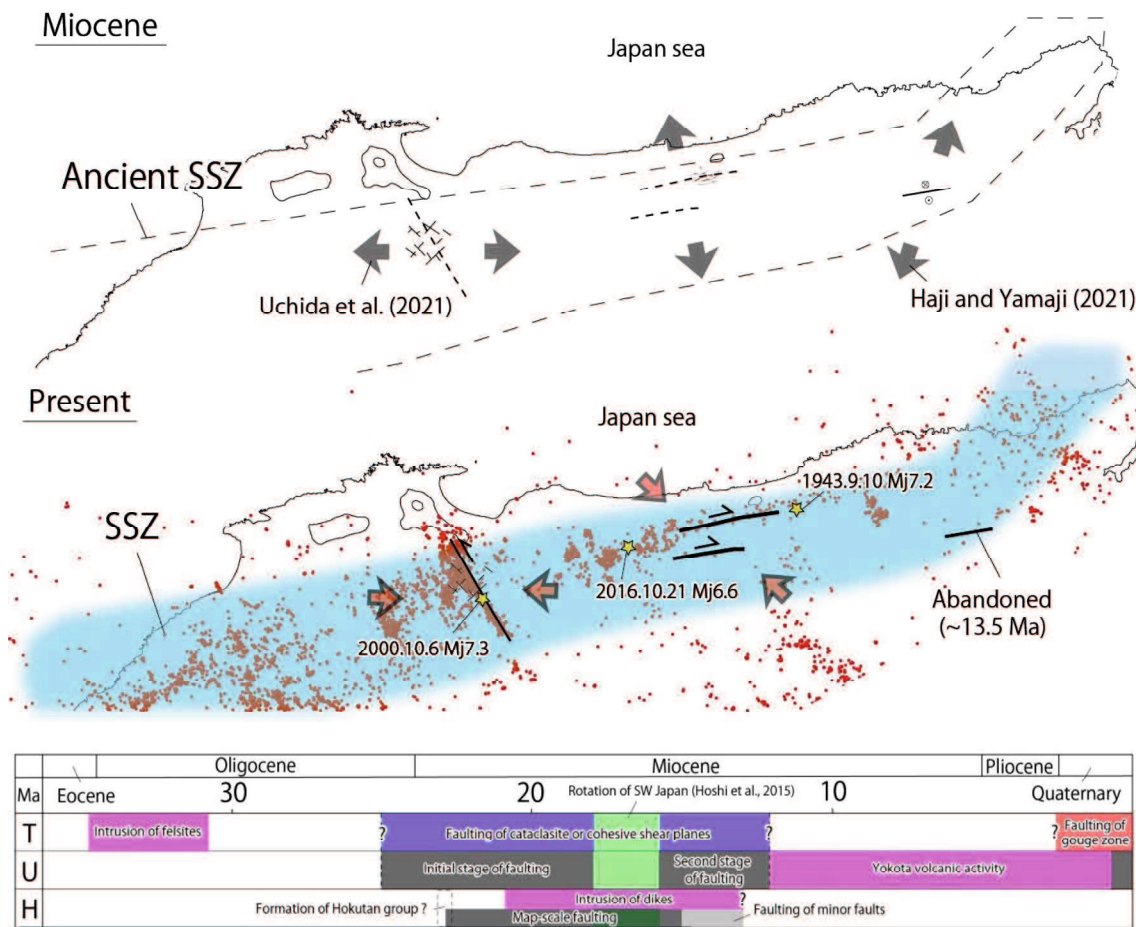 Miocene
Japan sea
Ancient SSZ
Uchida et al. (2021)
Haji and Yamaji (2021)
Present
Japan sea
1943.9.10 Mj7.2
SSZ
2016.10.21 Mj6.6
2000.10.6 Mj7.3
Abandoned
(~13.5 Ma)
Oligocene Miocene Pliocene
Ma Eocene 30 20 Rotation of SW Japan (Hoshi et al., 2015) 10 Quaternary
T Intrusion of felsites ? Faulting of cataclasite or cohesive shear planes ? ? Faulting of
gouge zone
U Initial stage of faulting Second stage
of faulting Yokota volcanic activity
H Formation of Hokutan group ? Intrusion of dikes ?
Map-scale faulting Faulting of minor faults